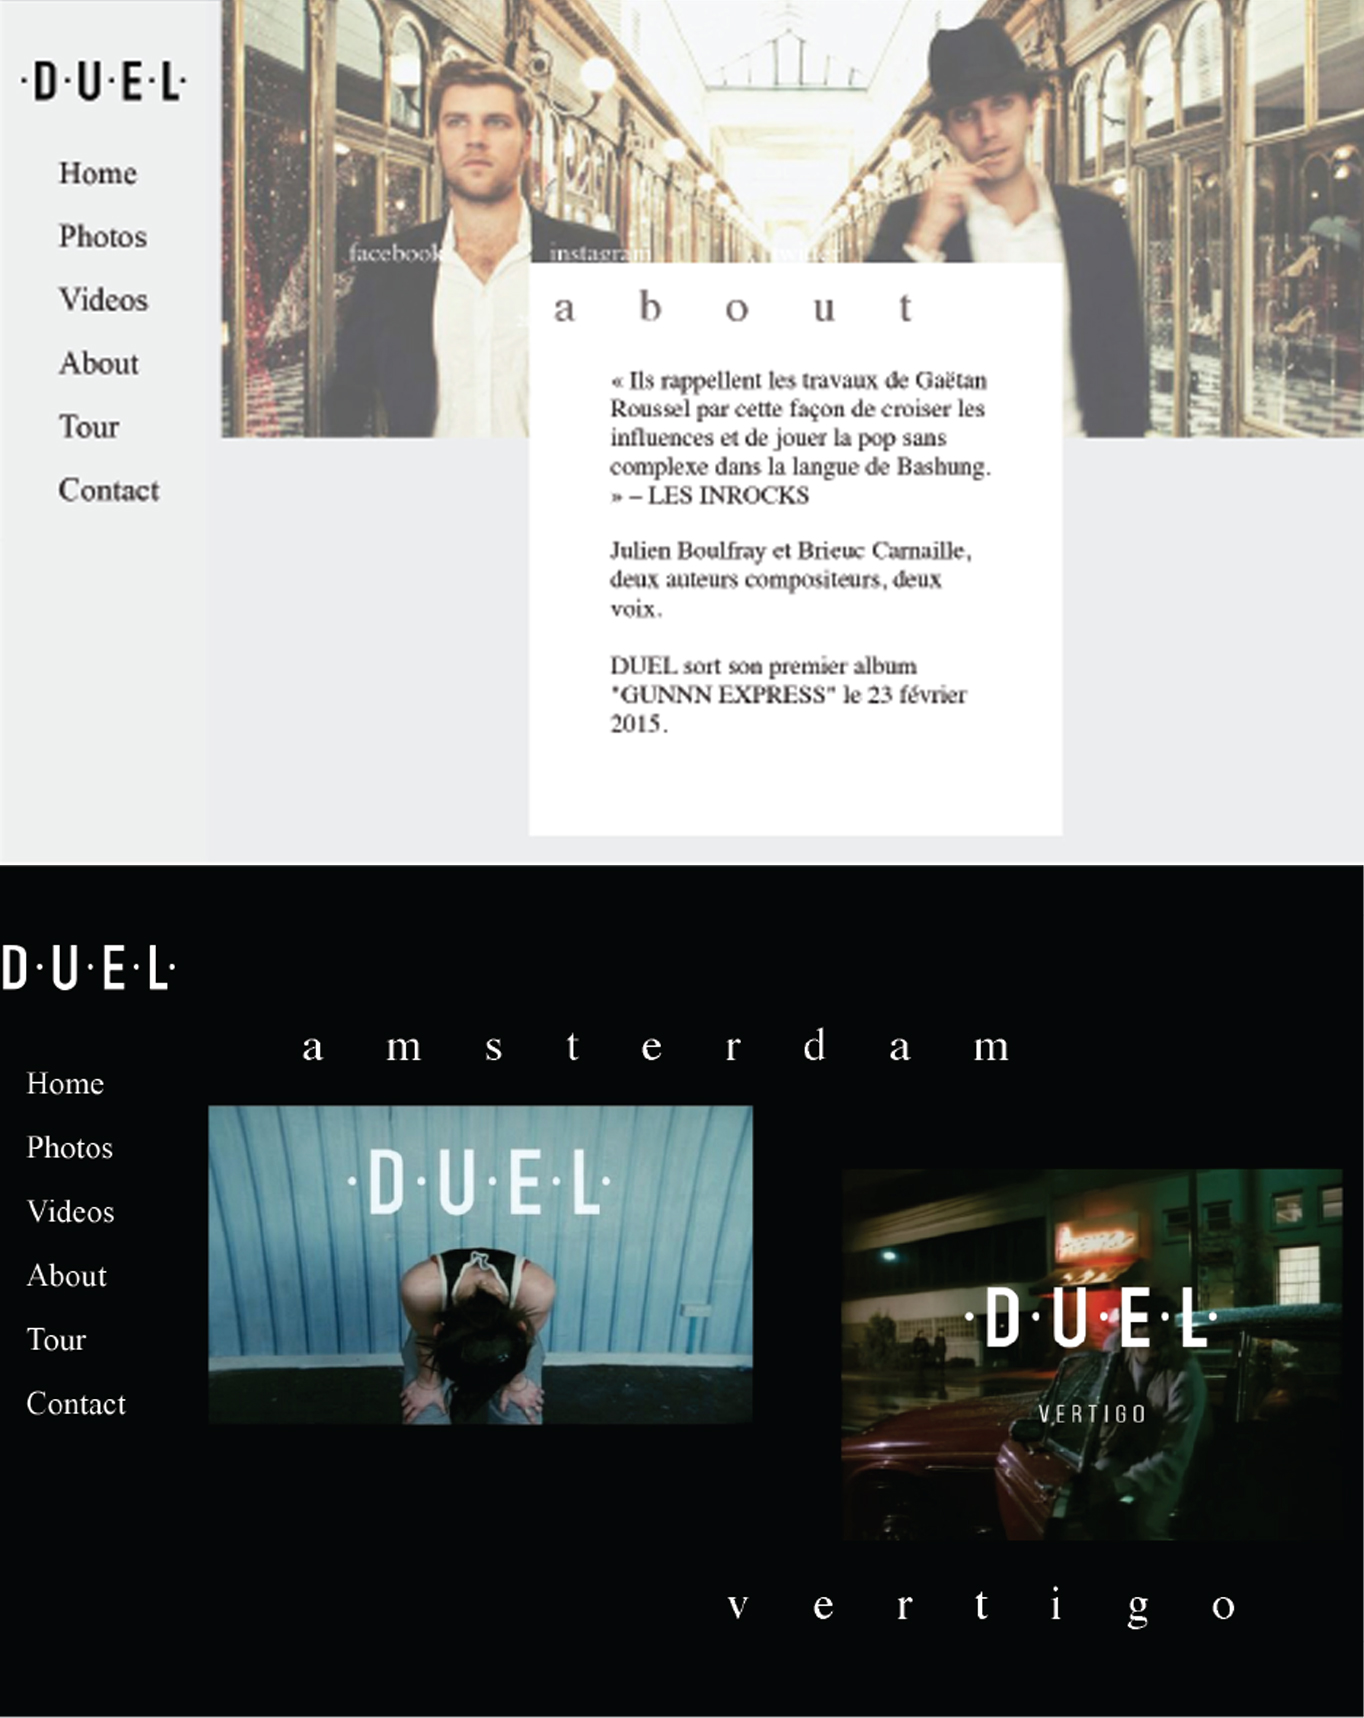 ·D·U·E·L·
Home
Photos
Videos
About
Tour
Contact
facebook
instagram
twitter
a b o u t
« Ils rappellent les travaux de Gaëtan
Roussel par cette façon de croiser les
influences et de jouer la pop sans
complexe dans la langue de Bashung.
» – LES INROCKS
Julien Boulfray et Brieuc Carnaille,
deux auteurs compositeurs, deux
voix.
DUEL sort son premier album
"GUNNN EXPRESS" le 23 février
2015.
D·U·E·L·
Home
Photos
Videos
About
Tour
Contact
a m s t e r d a m
·D·U·E·L·
·D·U·E·L·
VERTIGO
v e r t i g o